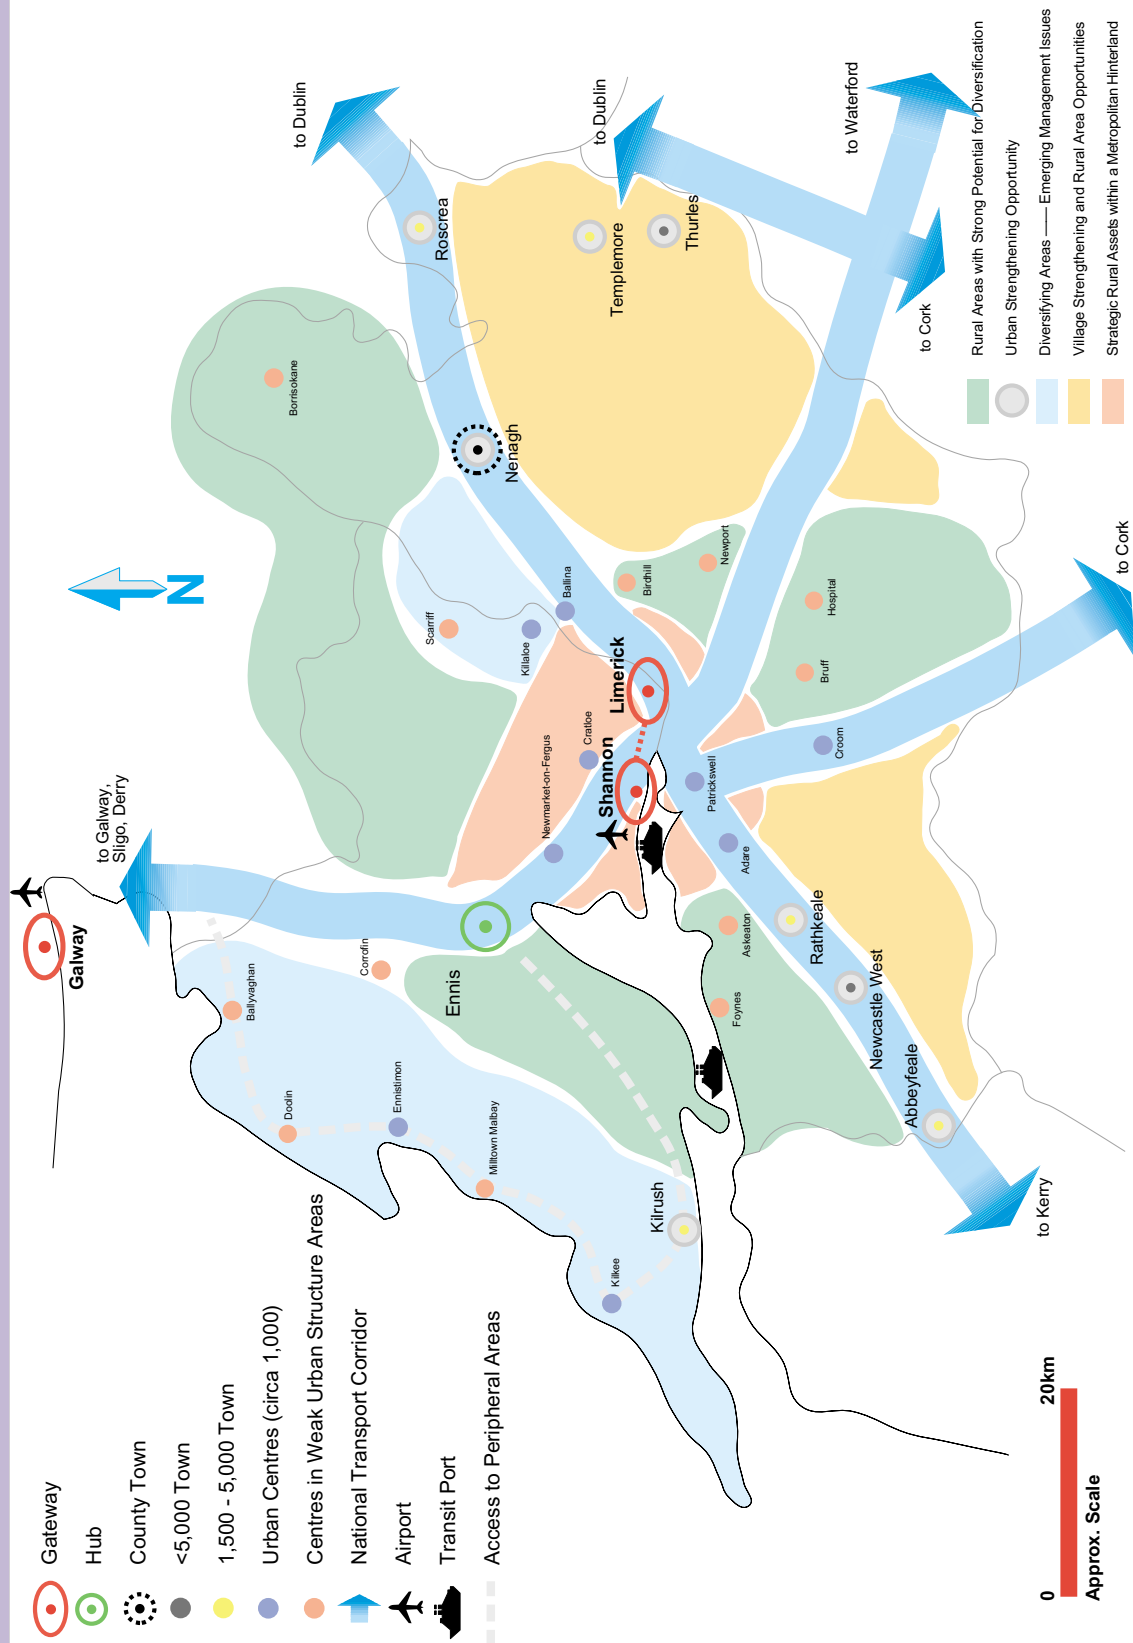 to Galway,
Sligo, Derry
Galway
Ballyvaghan
Corrofin
Doolin
Ennistimon
Milltown Malbay
Kilkee
Kilrush
Ennis
Newmarket-on-Fergus
Cratloe
Shannon
Limerick
Scarriff
Killaloe
Ballina
Birdhill
Newport
Borrisokane
Nenagh
Roscrea
Templemore
Thurles
to Dublin
to Dublin
to Waterford
to Cork
to Cork
to Kerry
Hospital
Bruff
Croom
Patrickswell
Adare
Rathkeale
Askeaton
Foynes
Newcastle West
Abbeyfeale
N
Gateway
Hub
County Town
<5,000 Town
1,500 - 5,000 Town
Urban Centres (circa 1,000)
Centres in Weak Urban Structure Areas
National Transport Corridor
Airport
Transit Port
Access to Peripheral Areas
0
20km
Approx. Scale
Rural Areas with Strong Potential for Diversification
Urban Strengthening Opportunity
Diversifying Areas —— Emerging Management Issues
Village Strengthening and Rural Area Opportunities
Strategic Rural Assets within a Metropolitan Hinterland